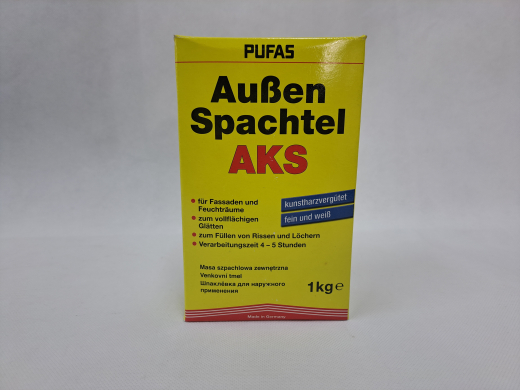 PUFAS
Außen
Spachtel
AKS
für Fassaden und
Feuchträume
zum vollflächigen
Glätten
zum Füllen von Rissen und Löchern
Verarbeitungszeit 4 – 5 Stunden
kunstharzvergütet
fein und weiß
Masa szpachlowa zewnętrzna
Venkovní tmel
Шпаклёвка для наружного
применения
1kg ℮
Made in Germany